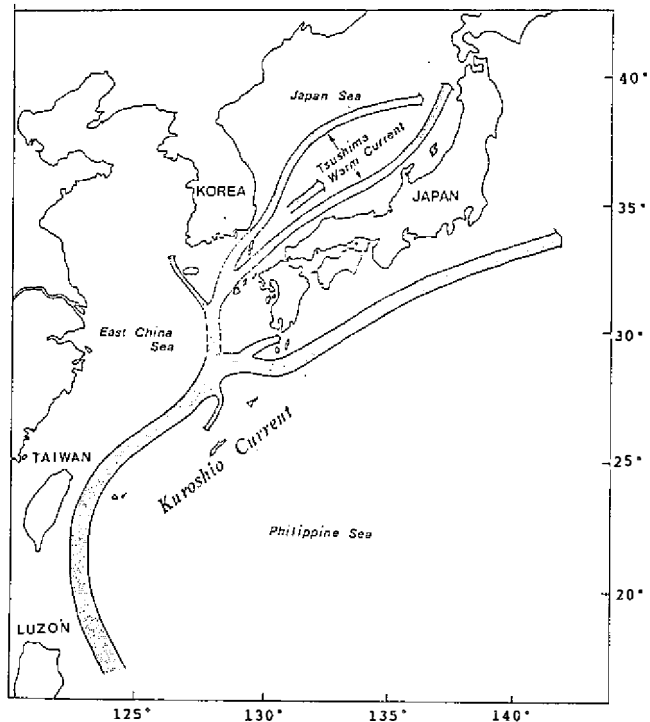 40°
Japan Sea
Tsushima
Warm Current
KOREA
JAPAN
35°
East China
Sea
30°
TAIWAN
Kuroshio Current
25°
Philippine Sea
20°
LUZON
125°
130°
135°
140°